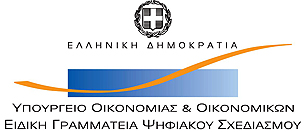 ΕΛΛΗΝΙΚΗ ΔΗΜΟΚΡΑΤΙΑ
ΥΠΟΥΡΓΕΙΟ ΟΙΚΟΝΟΜΙΑΣ & ΟΙΚΟΝΟΜΙΚΩΝ
ΕΙΔΙΚΗ ΓΡΑΜΜΑΤΕΙΑ ΨΗΦΙΑΚΟΥ ΣΧΕΔΙΑΣΜΟΥ